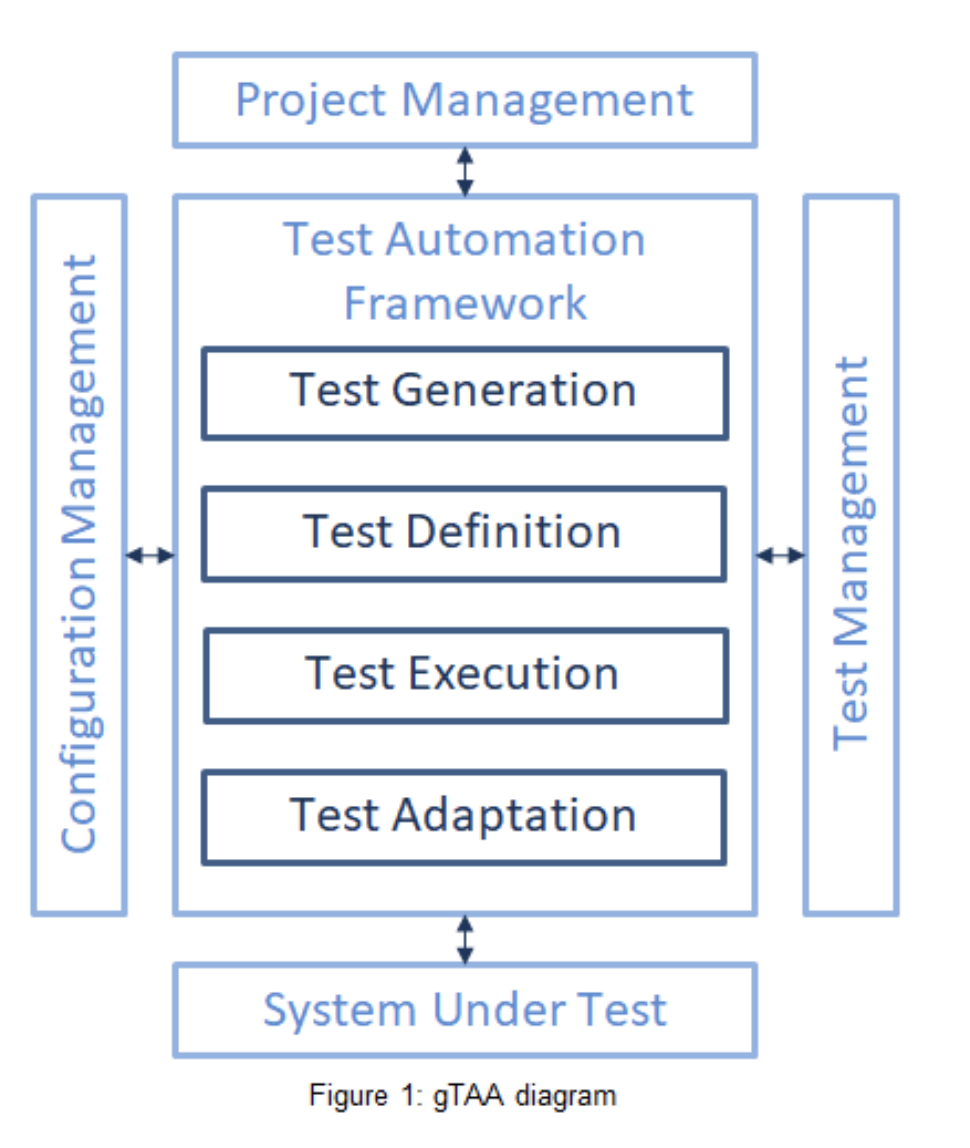 Project Management
Configuration Management
Test Automation
Framework
Test Generation
Test Definition
Test Execution
Test Adaptation
Test Management
System Under Test
Figure 1: gTAA diagram